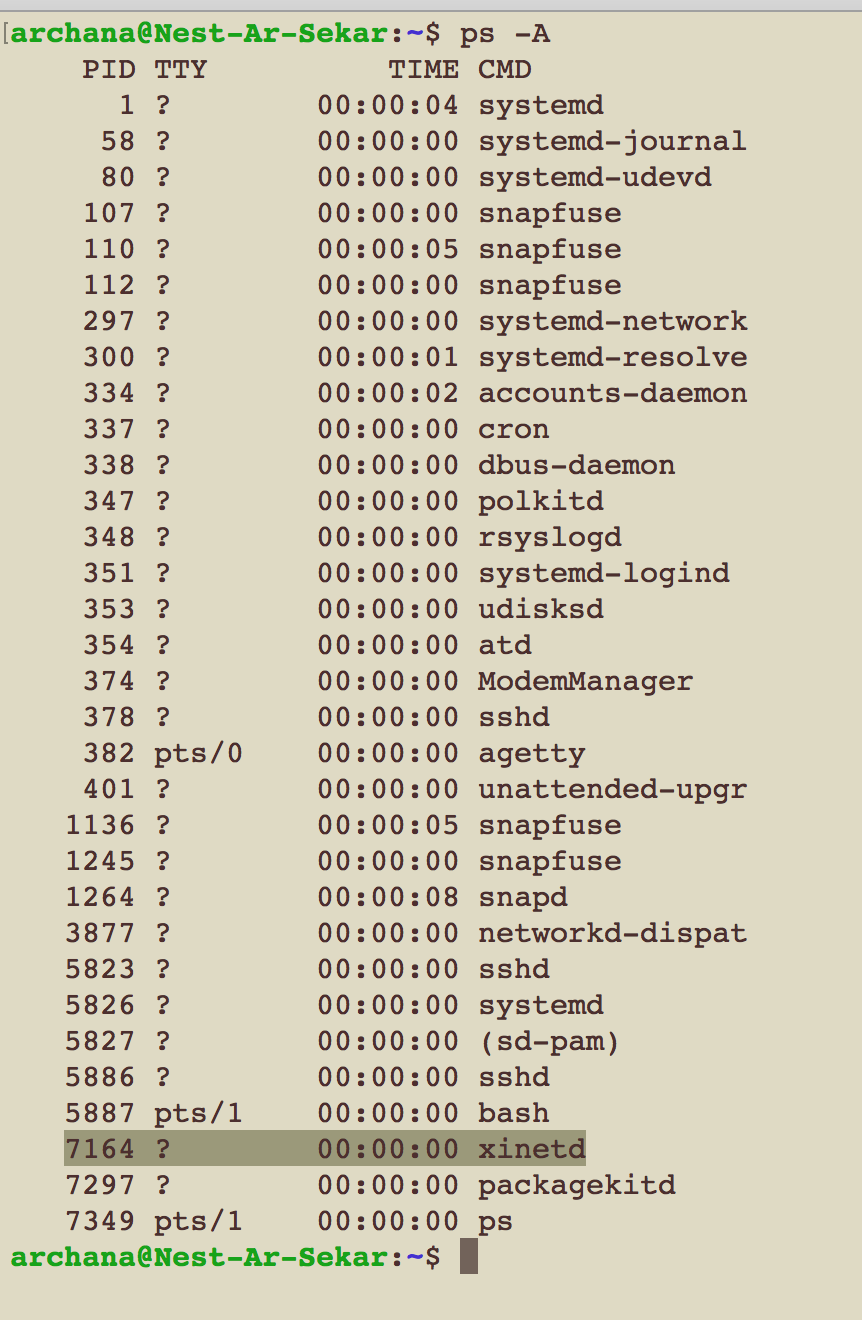 [archana@Nest-Ar-Sekar:~$ ps -A
PID TTY TIME CMD
1 ? 00:00:04 systemd
58 ? 00:00:00 systemd-journal
80 ? 00:00:00 systemd-udevd
107 ? 00:00:00 snapfuse
110 ? 00:00:05 snapfuse
112 ? 00:00:00 snapfuse
297 ? 00:00:00 systemd-network
300 ? 00:00:01 systemd-resolve
334 ? 00:00:02 accounts-daemon
337 ? 00:00:00 cron
338 ? 00:00:00 dbus-daemon
347 ? 00:00:00 polkitd
348 ? 00:00:00 rsyslogd
351 ? 00:00:00 systemd-logind
353 ? 00:00:00 udisksd
354 ? 00:00:00 atd
374 ? 00:00:00 ModemManager
378 ? 00:00:00 sshd
382 pts/0 00:00:00 agetty
401 ? 00:00:00 unattended-upgr
1136 ? 00:00:05 snapfuse
1245 ? 00:00:00 snapfuse
1264 ? 00:00:08 snapd
3877 ? 00:00:00 networkd-dispat
5823 ? 00:00:00 sshd
5826 ? 00:00:00 systemd
5827 ? 00:00:00 (sd-pam)
5886 ? 00:00:00 sshd
5887 pts/1 00:00:00 bash
7164 ? 00:00:00 xinetd
7297 ? 00:00:00 packagekitd
7349 pts/1 00:00:00 ps
archana@Nest-Ar-Sekar:~$